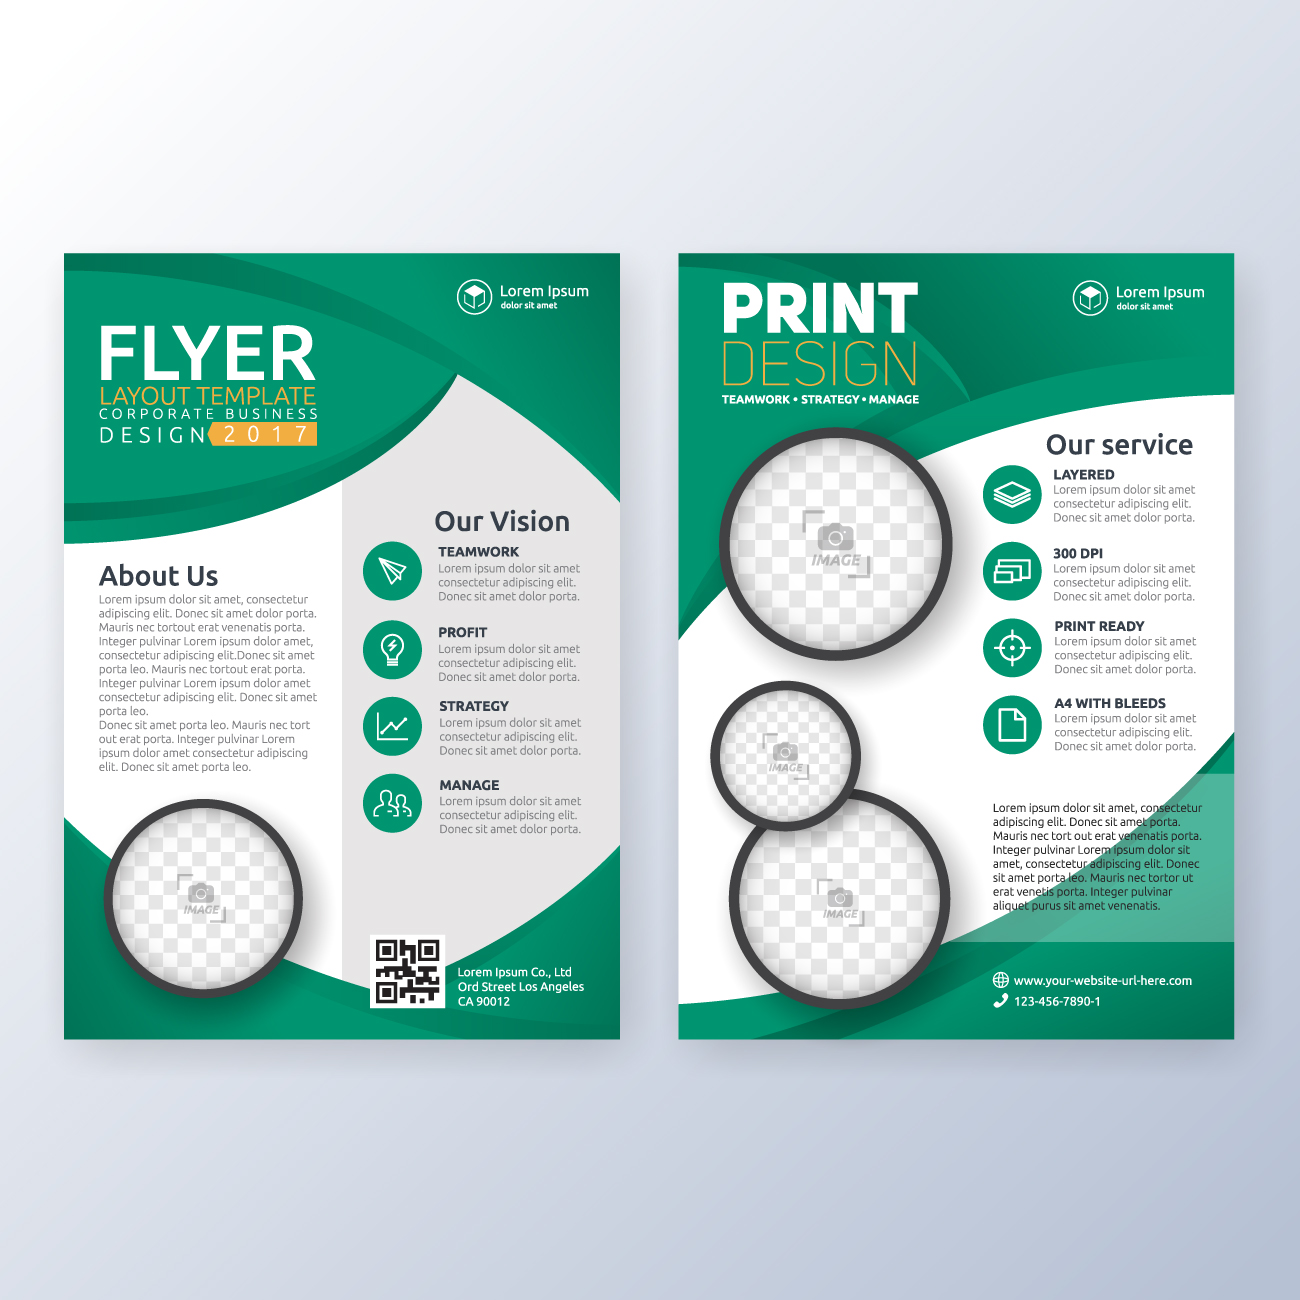 Lorem Ipsum
dolor sit amet
FLYER
LAYOUT TEMPLATE
CORPORATE BUSINESS
DESIGN 2017
About Us
Lorem ipsum dolor sit amet, consectetur
adipiscing elit. Donec sit amet dolor porta.
Mauris nec tortout erat venenatis porta.
Integer pulvinar Lorem ipsum dolor amet,
consectetur adipiscing elit.Donec sit amet
porta leo. Mauris nec tortout erat porta.
Integer pulvinar Lorem ipsum dolor amet
consectetur adipiscing elit. Donec sit amet
porta leo.
Donec sit amet porta leo. Mauris nec tort
out erat porta. Integer pulvinar Lorem
ipsum dolor amet consectetur adipiscing
elit. Donec sit amet porta leo.
IMAGE
Our Vision
TEAMWORK
Lorem ipsum dolor sit amet
consectetur adipiscing elit.
Donec sit amet dolor porta.
PROFIT
Lorem ipsum dolor sit amet
consectetur adipiscing elit.
Donec sit amet dolor porta.
STRATEGY
Lorem ipsum dolor sit amet
consectetur adipiscing elit.
Donec sit amet dolor porta.
MANAGE
Lorem ipsum dolor sit amet
consectetur adipiscing elit.
Donec sit amet dolor porta.
Lorem Ipsum Co., Ltd
Ord Street Los Angeles
CA 90012
PRINT
DESIGN
TEAMWORK • STRATEGY • MANAGE
Lorem Ipsum
dolor sit amet
IMAGE
IMAGE
IMAGE
Our service
LAYERED
Lorem ipsum dolor sit amet
consectetur adipiscing elit.
Donec sit amet dolor porta.
300 DPI
Lorem ipsum dolor sit amet
consectetur adipiscing elit.
Donec sit amet dolor porta.
PRINT READY
Lorem ipsum dolor sit amet
consectetur adipiscing elit.
Donec sit amet dolor porta.
A4 WITH BLEEDS
Lorem ipsum dolor sit amet
consectetur adipiscing elit.
Donec sit amet dolor porta.
Lorem ipsum dolor sit amet, consectetur
adipiscing elit. Donec sit amet porta.
Mauris nec tort out erat venenatis porta.
Integer pulvinar Lorem ipsum dolor sit
amet, consectetur adipiscing elit. Donec
sit amet porta leo. Mauris nec tortor ut
erat venetis porta. Integer pulvinar
aliquet purus sit amet venenatis.
www.your-website-url-here.com
123-456-7890-1